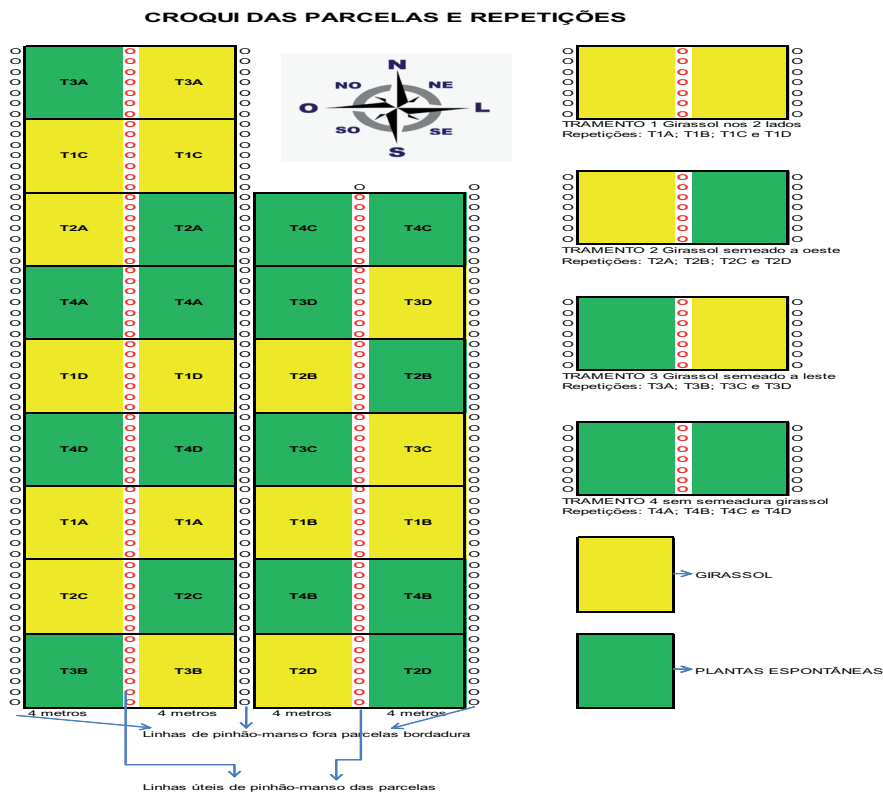 CROQUI DAS PARCELAS E REPETIÇÕES
T3A T3A
T1C T1C
T2A T2A T4C T4C
T4A T4A T3D T3D
T1D T1D T2B T2B
T4D T4D T3C T3C
T1A T1A T1B T1B
T2C T2C T4B T4B
T3B T3B T2D T2D
4 metros 4 metros 4 metros 4 metros
Linhas de pinhão-manso fora parcelas bordadura
Linhas úteis de pinhão-manso das parcelas
N
NO NE
O L
SO SE
S
TRAMENTO 1 Girassol nos 2 lados
Repetições: T1A; T1B; T1C e T1D
TRAMENTO 2 Girassol semeado a oeste
Repetições: T2A; T2B; T2C e T2D
TRAMENTO 3 Girassol semeado a leste
Repetições: T3A; T3B; T3C e T3D
TRAMENTO 4 sem semeadura girassol
Repetições: T4A; T4B; T4C e T4D
GIRASSOL
PLANTAS ESPONTÂNEAS